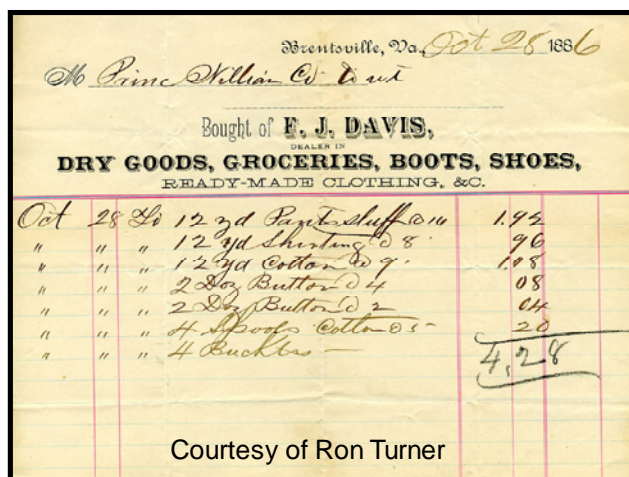 Brentsville, Va., Oct 28 1886
M Princ William Co
Bought of F. J. DAVIS,
DEALER IN
DRY GOODS, GROCERIES, BOOTS, SHOES,
READY-MADE CLOTHING, &C.
Oct 28 To 12 yd Pant stuff @ 16 1.92
" " " 12 yd Shirting @ 8 96
" " " 12 yd Cotton @ 9 1.08
" " " 2 Doz Button @ 4 08
" " " 2 Doz Button @ 2 04
" " " 4 Spools Cotton @ 5 20
" " " 4 Buckles —
4,28
Courtesy of Ron Turner